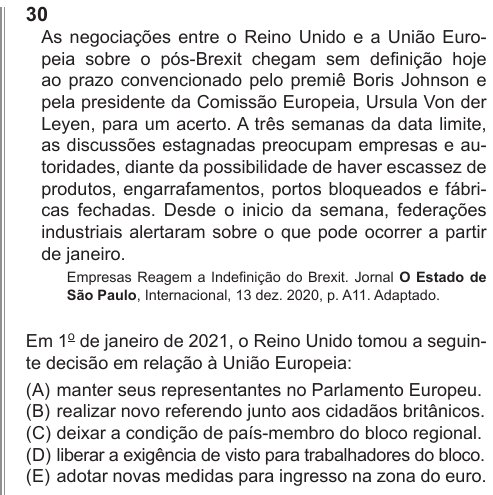 30
As negociações entre o Reino Unido e a União Euro-
peia sobre o pós-Brexit chegam sem definição hoje
ao prazo convencionado pelo premiê Boris Johnson e
pela presidente da Comissão Europeia, Ursula Von der
Leyen, para um acerto. A três semanas da data limite,
as discussões estagnadas preocupam empresas e au-
toridades, diante da possibilidade de haver escassez de
produtos, engarrafamentos, portos bloqueados e fábri-
cas fechadas. Desde o inicio da semana, federações
industriais alertaram sobre o que pode ocorrer a partir
de janeiro.
Empresas Reagem a Indefinição do Brexit. Jornal O Estado de
São Paulo, Internacional, 13 dez. 2020, p. A11. Adaptado.
Em 1º de janeiro de 2021, o Reino Unido tomou a seguin-
te decisão em relação à União Europeia:
(A) manter seus representantes no Parlamento Europeu.
(B) realizar novo referendo junto aos cidadãos britânicos.
(C) deixar a condição de país-membro do bloco regional.
(D) liberar a exigência de visto para trabalhadores do bloco.
(E) adotar novas medidas para ingresso na zona do euro.